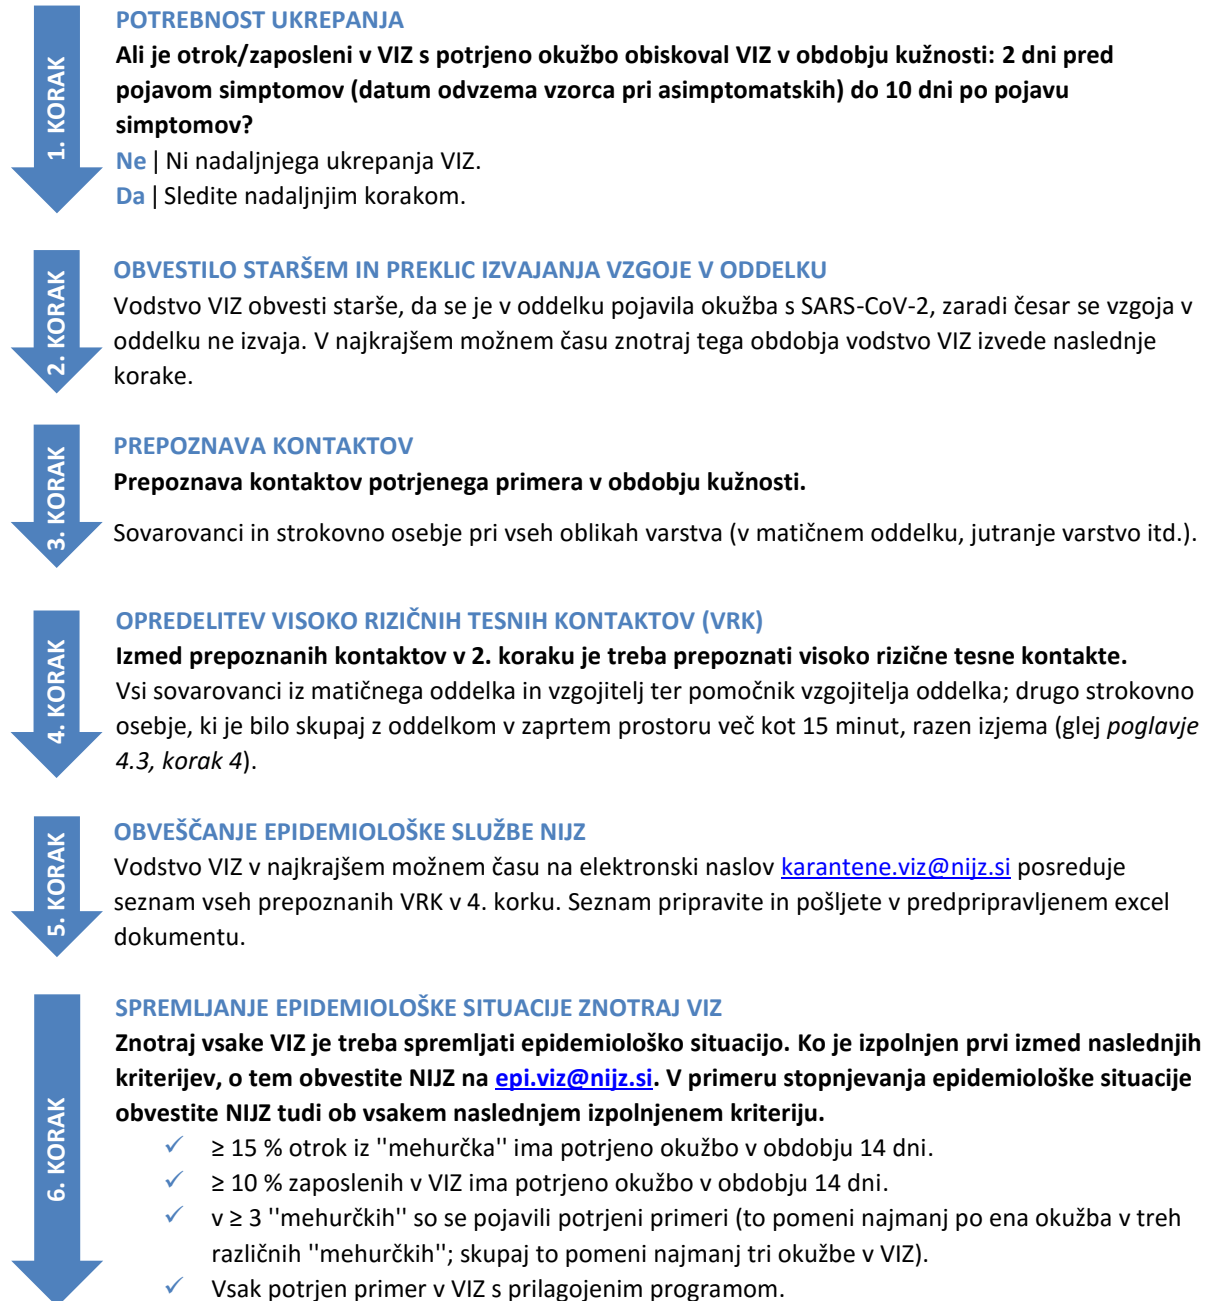 1. KORAK
POTREBNOST UKREPANJA
Ali je otrok/zaposleni v VIZ s potrjeno okužbo obiskoval VIZ v obdobju kužnosti: 2 dni pred
pojavom simptomov (datum odvzema vzorca pri asimptomatskih) do 10 dni po pojavu
simptomov?
Ne | Ni nadaljnjega ukrepanja VIZ.
Da | Sledite nadaljnjim korakom.
2. KORAK
OBVESTILO STARŠEM IN PREKLIC IZVAJANJA VZGOJE V ODDELKU
Vodstvo VIZ obvesti starše, da se je v oddelku pojavila okužba s SARS-CoV-2, zaradi česar se vzgoja v
oddelku ne izvaja. V najkrajšem možnem času znotraj tega obdobja vodstvo VIZ izvede naslednje
korake.
3. KORAK
PREPOZNAVA KONTAKTOV
Prepoznava kontaktov potrjenega primera v obdobju kužnosti.
Sovarovanci in strokovno osebje pri vseh oblikah varstva (v matičnem oddelku, jutranje varstvo itd.).
4. KORAK
OPREDELITEV VISOKO RIZIČNIH TESNIH KONTAKTOV (VRK)
Izmed prepoznanih kontaktov v 2. koraku je treba prepoznati visoko rizične tesne kontakte.
Vsi sovarovanci iz matičnega oddelka in vzgojitelj ter pomočnik vzgojitelja oddelka; drugo strokovno
osebje, ki je bilo skupaj z oddelkom v zaprtem prostoru več kot 15 minut, razen izjema (glej poglavje
4.3, korak 4).
5. KORAK
OBVEŠČANJE EPIDEMIOLOŠKE SLUŽBE NIJZ
Vodstvo VIZ v najkrajšem možnem času na elektronski naslov karantene.viz@nijz.si posreduje
seznam vseh prepoznanih VRK v 4. korku. Seznam pripravite in pošljete v predpripravljenem excel
dokumentu.
6. KORAK
SPREMLJANJE EPIDEMIOLOŠKE SITUACIJE ZNOTRAJ VIZ
Znotraj vsake VIZ je treba spremljati epidemiološko situacijo. Ko je izpolnjen prvi izmed naslednjih
kriterijev, o tem obvestite NIJZ na epi.viz@nijz.si. V primeru stopnjevanja epidemiološke situacije
obvestite NIJZ tudi ob vsakem naslednjem izpolnjenem kriteriju.
✓ ≥ 15 % otrok iz ''mehurčka'' ima potrjeno okužbo v obdobju 14 dni.
✓ ≥ 10 % zaposlenih v VIZ ima potrjeno okužbo v obdobju 14 dni.
✓ v ≥ 3 ''mehurčkih'' so se pojavili potrjeni primeri (to pomeni najmanj po ena okužba v treh
različnih ''mehurčkih''; skupaj to pomeni najmanj tri okužbe v VIZ).
✓ Vsak potrjen primer v VIZ s prilagojenim programom.